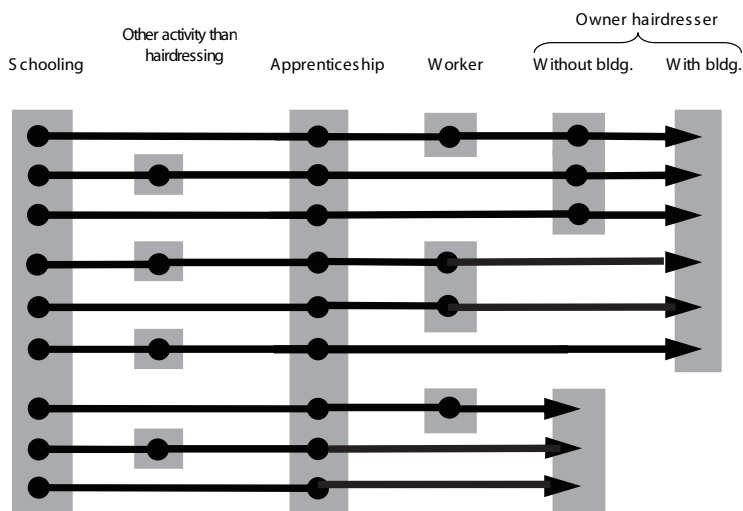 Owner hairdresser
Other activity than
hairdressing
Schooling
Apprenticeship
Worker
Without bldg.
With bldg.